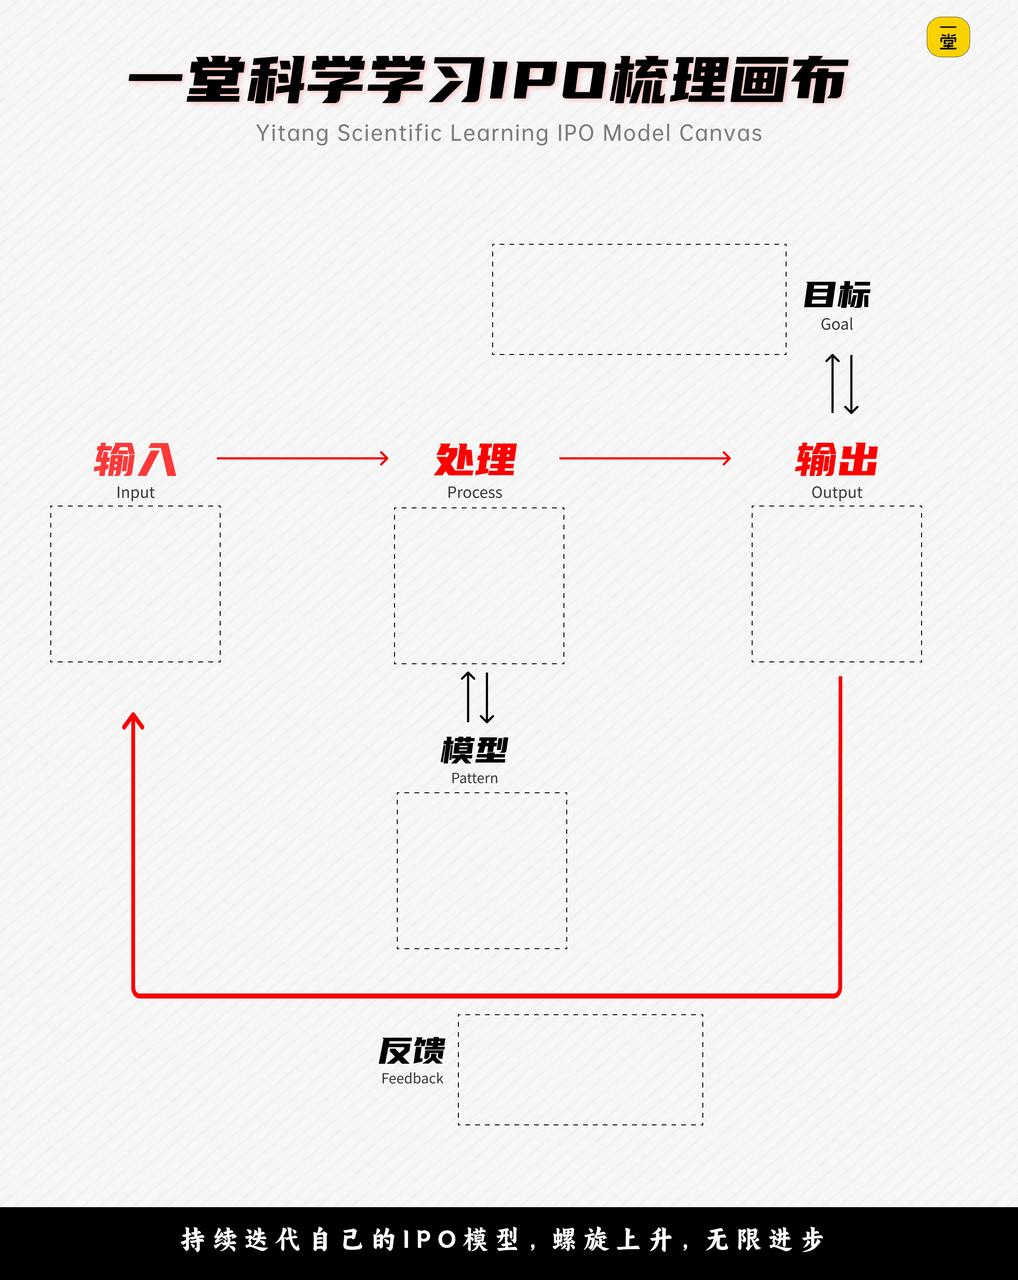 一堂
一堂科学学习IPO梳理画布
Yitang Scientific Learning IPO Model Canvas
目标
Goal
输入
Input
处理
Process
输出
Output
模型
Pattern
反馈
Feedback
持续迭代自己的IPO模型，螺旋上升，无限进步